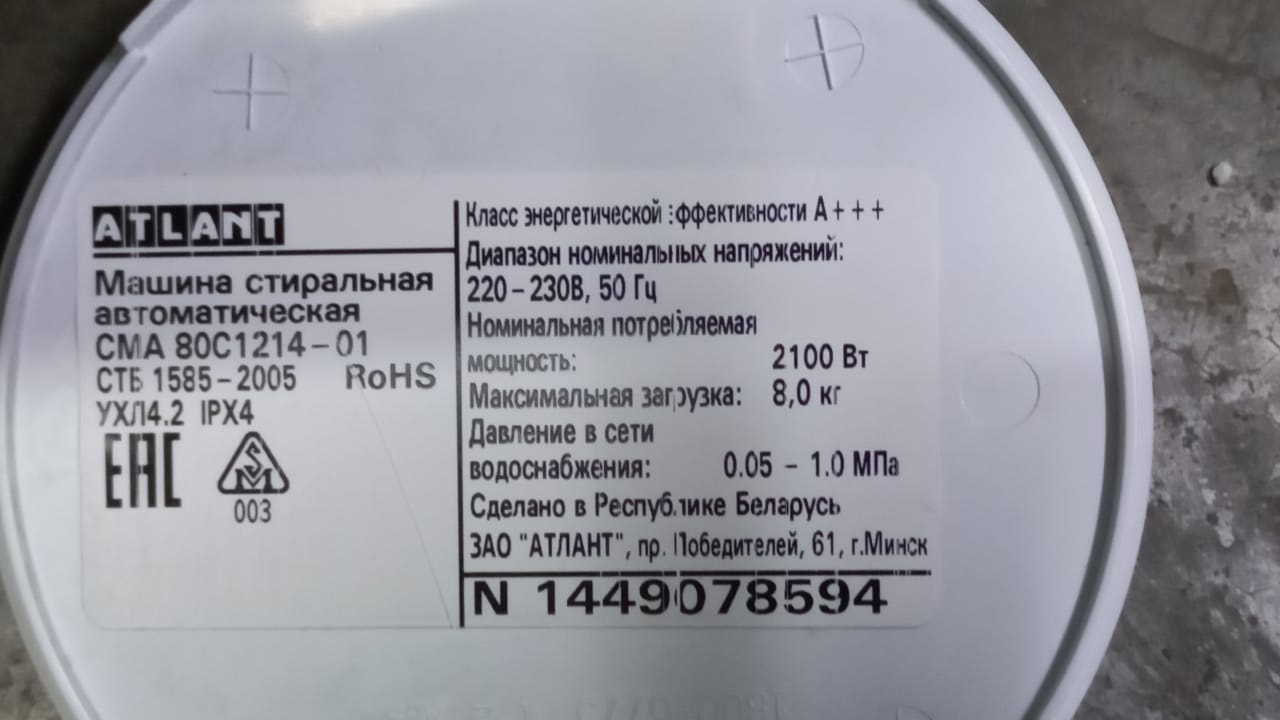 ATLANT
Машина стиральная
автоматическая
СМА 80С1214-01
СТБ 1585-2005 RoHS
УХЛ4.2 IPX4
ЕАС
003
Класс энергетической эффективности А+++
Диапазон номинальных напряжений:
220-230В, 50 Гц
Номинальная потребляемая
мощность: 2100 Вт
Максимальная загрузка: 8,0 кг
Давление в сети
водоснабжения: 0.05 - 1.0 МПа
Сделано в Республике Беларусь
ЗАО "АТЛАНТ", пр. Победителей, 61, г.Минск
N 1449078594